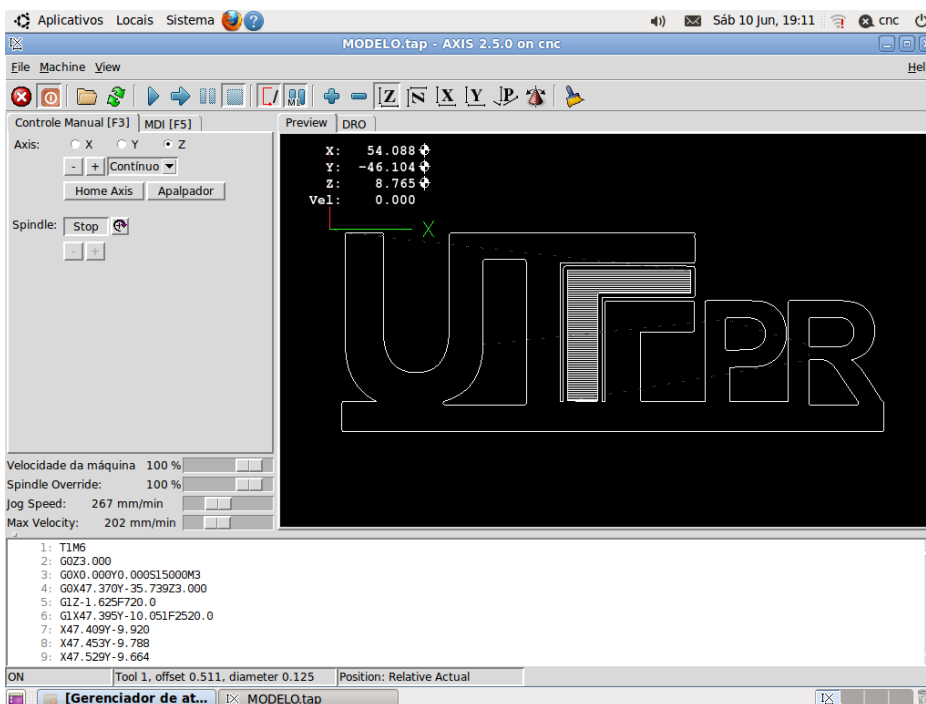 Aplicativos Locais Sistema Sáb 10 Jun, 19:11 cnc
MODELO.tap - AXIS 2.5.0 on cnc
File Machine View Hel
Z N X Y P
Controle Manual [F3] MDI [F5] Preview DRO
Axis: X Y Z
- + Contínuo
Home Axis Apalpador
Spindle: Stop
- +
X: 54.088
Y: -46.104
Z: 8.765
Vel: 0.000
X
UTFPR
Velocidade da máquina 100 %
Spindle Override: 100 %
Jog Speed: 267 mm/min
Max Velocity: 202 mm/min
1: T1M6
2: G0Z3.000
3: G0X0.000Y0.000S15000M3
4: G0X47.370Y-35.739Z3.000
5: G1Z-1.625F720.0
6: G1X47.395Y-10.051F2520.0
7: X47.409Y-9.920
8: X47.453Y-9.788
9: X47.529Y-9.664
ON Tool 1, offset 0.511, diameter 0.125 Position: Relative Actual
[Gerenciador de at... MODELO.tap